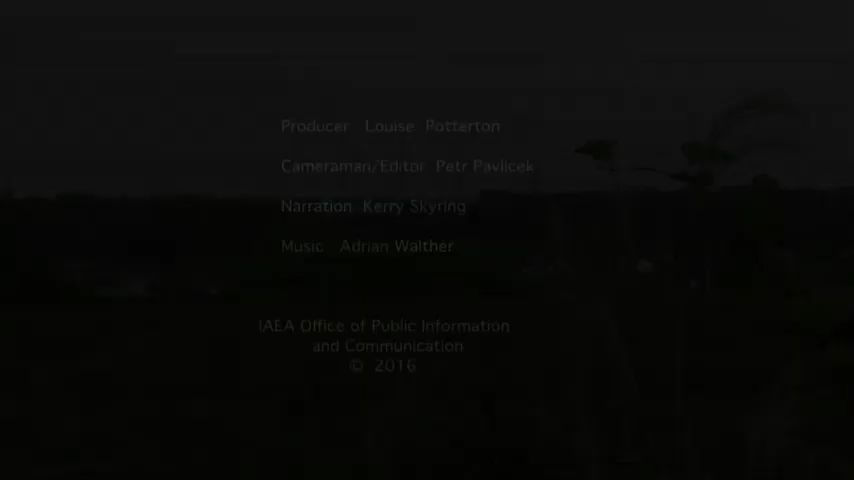 Producer Louise Potterton
Cameraman/Editor Petr Pavlicek
Narration Kerry Skyring
Music Adrian Walther
IAEA Office of Public Information
and Communication
© 2016